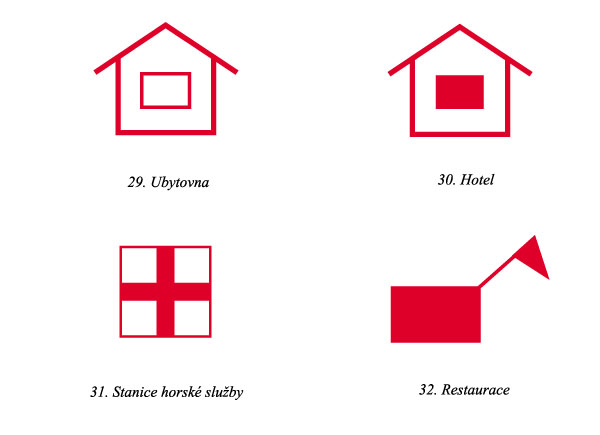 29. Ubytovna
30. Hotel
31. Stanice horské služby
32. Restaurace